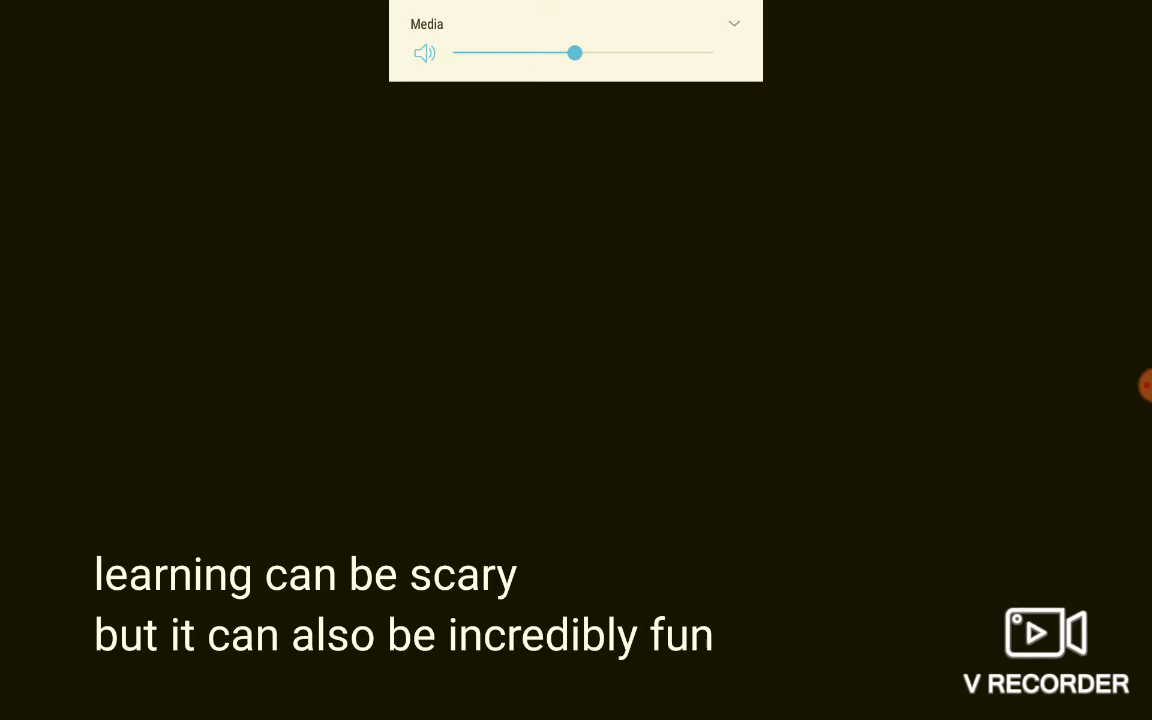 Media
learning can be scary
but it can also be incredibly fun
V RECORDER